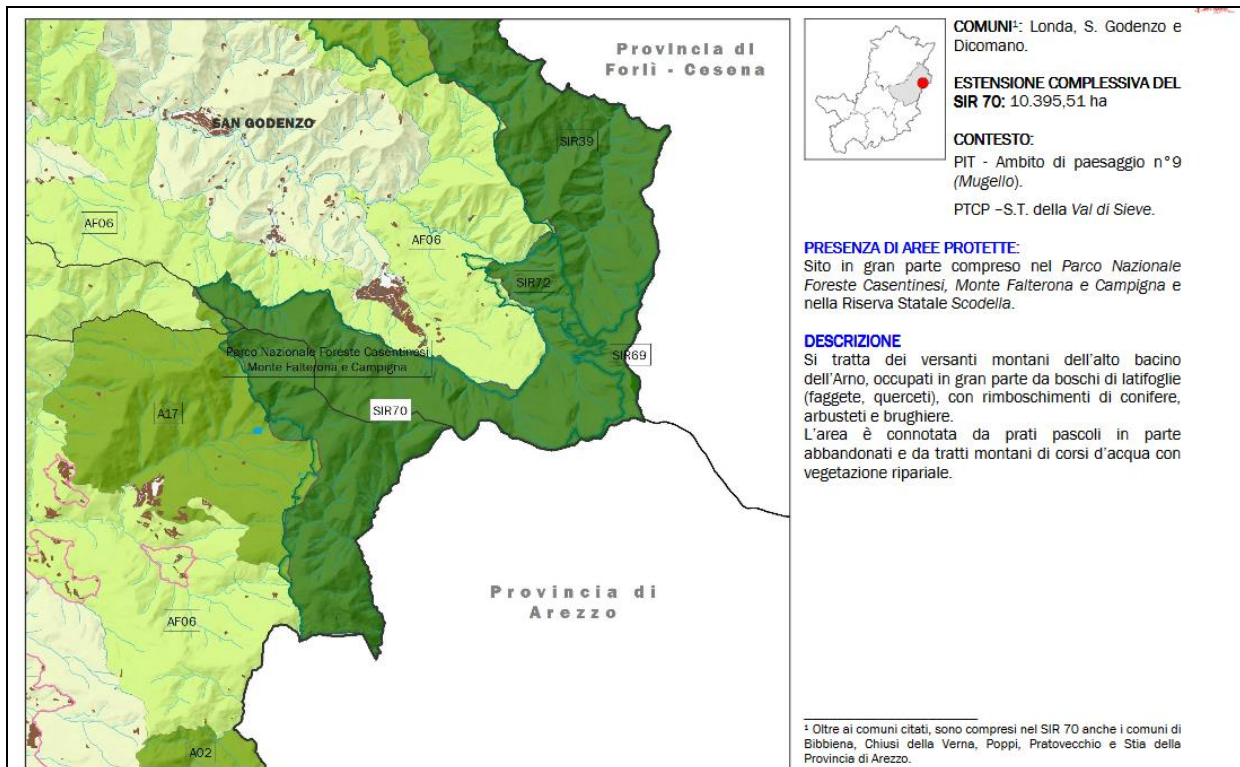 Provincia di
Forlì - Cesena
SAN GODENZO
SIR39
AF06
AF06
SIR72
SIR69
Parco Nazionale Foreste Casentinesi
Monte Falterona e Campigna
A17
SIR70
Provincia di
Arezzo
AF06
A02
COMUNI¹: Londa, S. Godenzo e
Dicomano.
ESTENSIONE COMPLESSIVA DEL
SIR 70: 10.395,51 ha
CONTESTO:
PIT - Ambito di paesaggio n°9
(Mugello).
PTCP –S.T. della Val di Sieve.
PRESENZA DI AREE PROTETTE:
Sito in gran parte compreso nel Parco Nazionale
Foreste Casentinesi, Monte Falterona e Campigna e
nella Riserva Statale Scodella.
DESCRIZIONE
Si tratta dei versanti montani dell'alto bacino
dell'Arno, occupati in gran parte da boschi di latifoglie
(faggete, querceti), con rimboschimenti di conifere,
arbusteti e brughiere.
L'area è connotata da prati pascoli in parte
abbandonati e da tratti montani di corsi d'acqua con
vegetazione ripariale.
¹ Oltre ai comuni citati, sono compresi nel SIR 70 anche i comuni di
Bibbiena, Chiusi della Verna, Poppi, Pratovecchio e Stia della
Provincia di Arezzo.